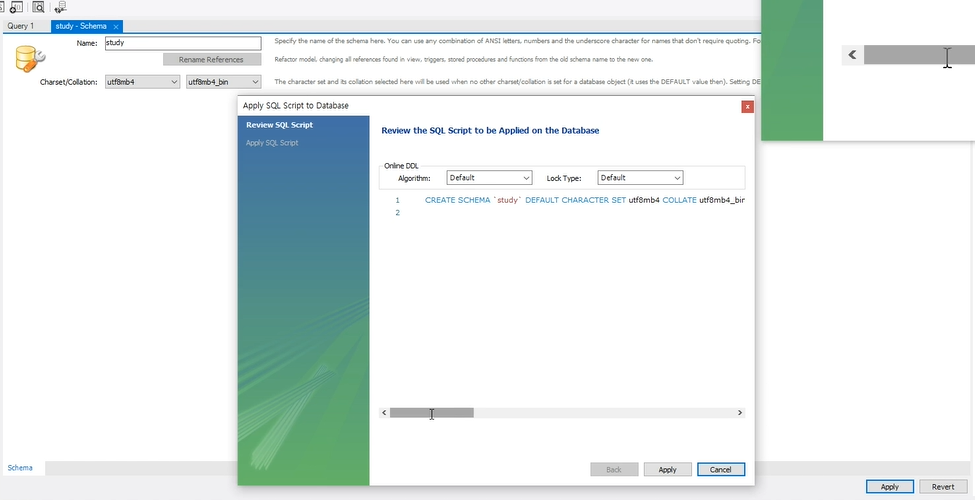 Query 1
study - Schema
Name: study
Specify the name of the schema here. You can use any combination of ANSI letters, numbers and the underscore character for names that don't require quoting. Fo
Rename References
Refactor model, changing all references found in view, triggers, stored procedures and functions from the old schema name to the new one.
Charset/Collation: utf8mb4 utf8mb4_bin
The character set and its collation selected here will be used when no other charset/collation is set for a database object (it uses the DEFAULT value then). Setting DE
Apply SQL Script to Database
Review SQL Script
Apply SQL Script
Review the SQL Script to be Applied on the Database
Online DDL
Algorithm: Default Lock Type: Default
1 CREATE SCHEMA `study` DEFAULT CHARACTER SET utf8mb4 COLLATE utf8mb4_bin
2
Back Apply Cancel
Schema
Apply Revert